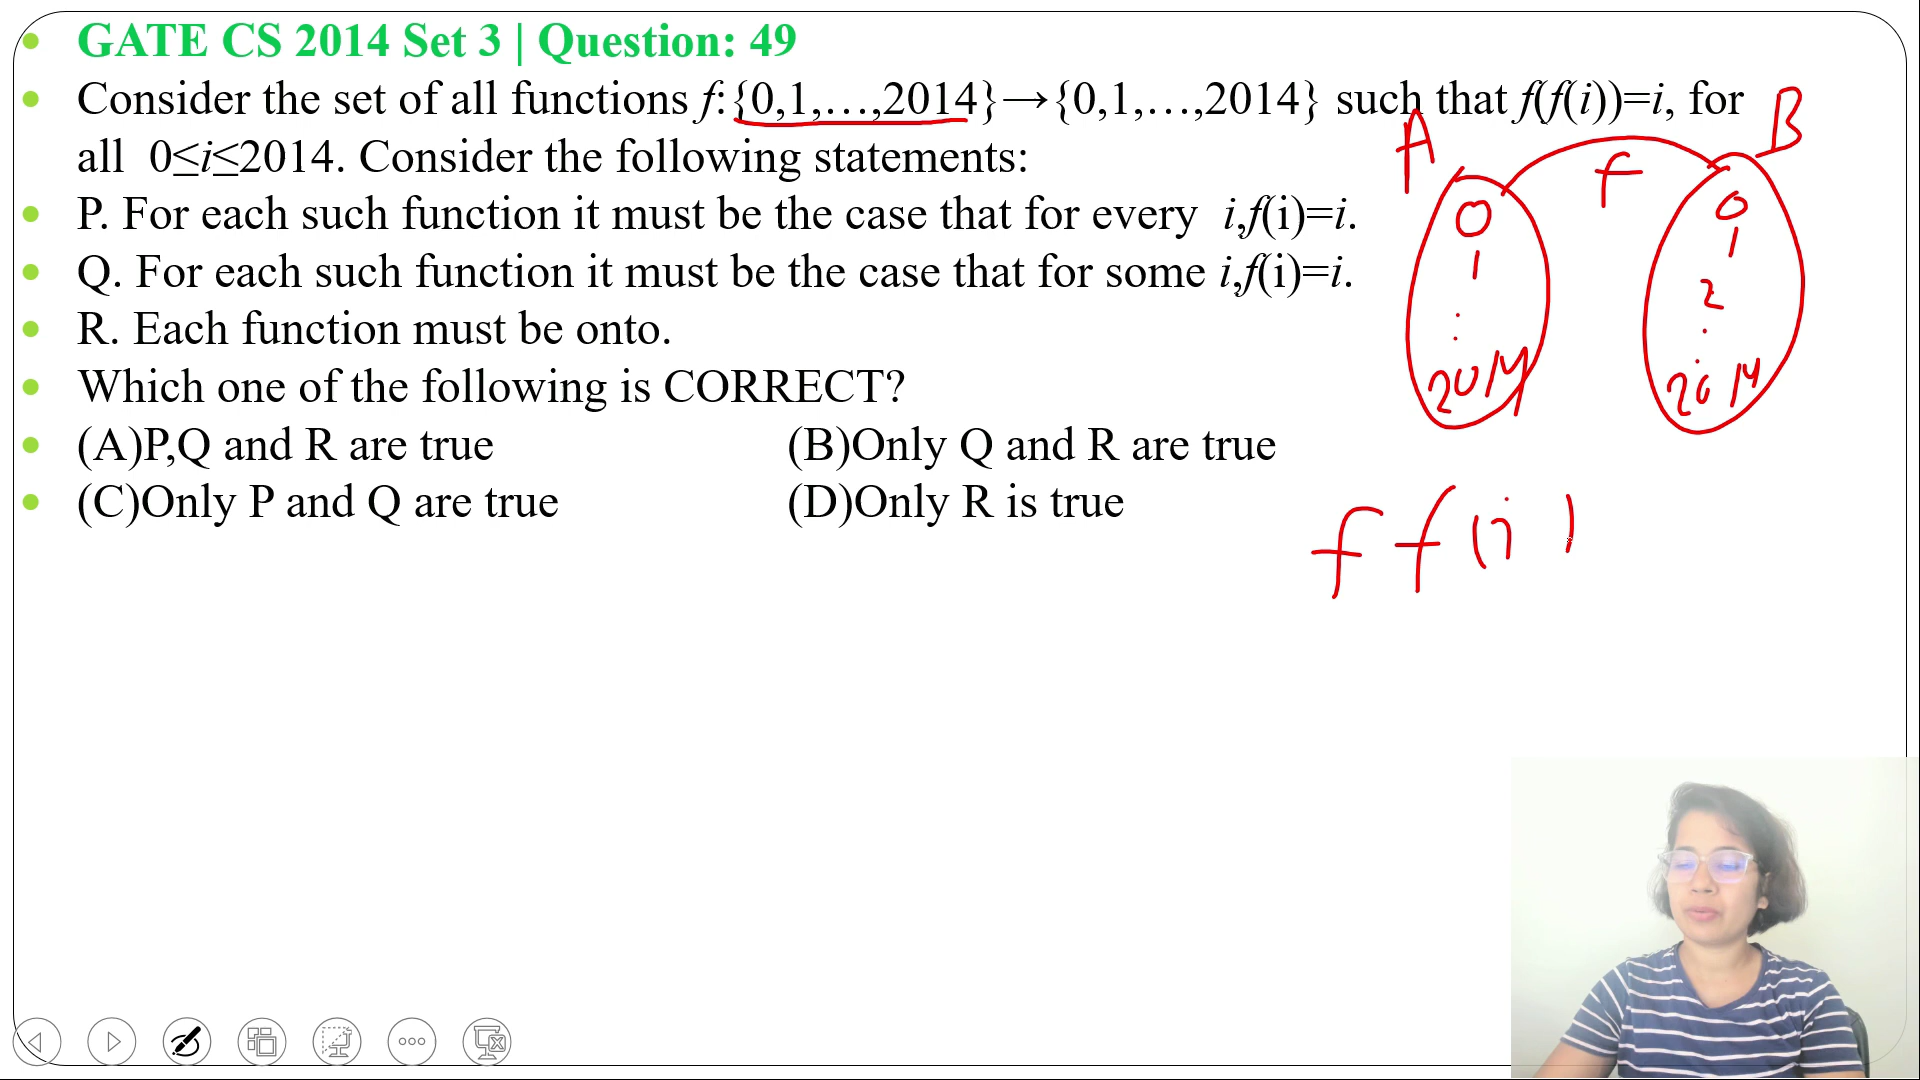 GATE CS 2014 Set 3 | Question: 49
Consider the set of all functions f:{0,1,…,2014}→{0,1,…,2014} such that f(f(i))=i, for
all 0≤i≤2014. Consider the following statements:
P. For each such function it must be the case that for every i,f(i)=i.
Q. For each such function it must be the case that for some i,f(i)=i.
R. Each function must be onto.
Which one of the following is CORRECT?
(A)P,Q and R are true (B)Only Q and R are true
(C)Only P and Q are true (D)Only R is true
A f B
0 0
1 1
: 2
2014 :
2014
f f(i)